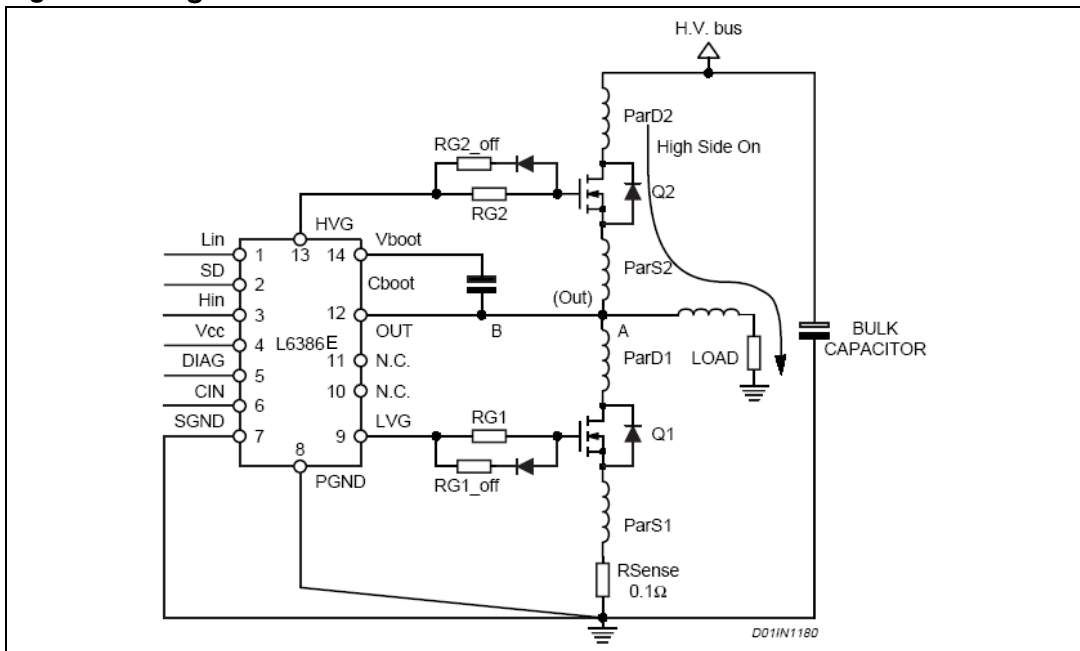 H.V. bus
ParD2
RG2_off
High Side On
Q2
RG2
HVG
Lin
1
13
14
Vboot
SD
2
Cboot
ParS2
Hin
3
12
(Out)
OUT
B
A
Vcc
4
L6386E
11
N.C.
ParD1
LOAD
BULK
CAPACITOR
DIAG
5
10
N.C.
CIN
6
RG1
SGND
LVG
7
9
Q1
8
PGND
RG1_off
ParS1
RSense
0.1Ω
D01IN1180